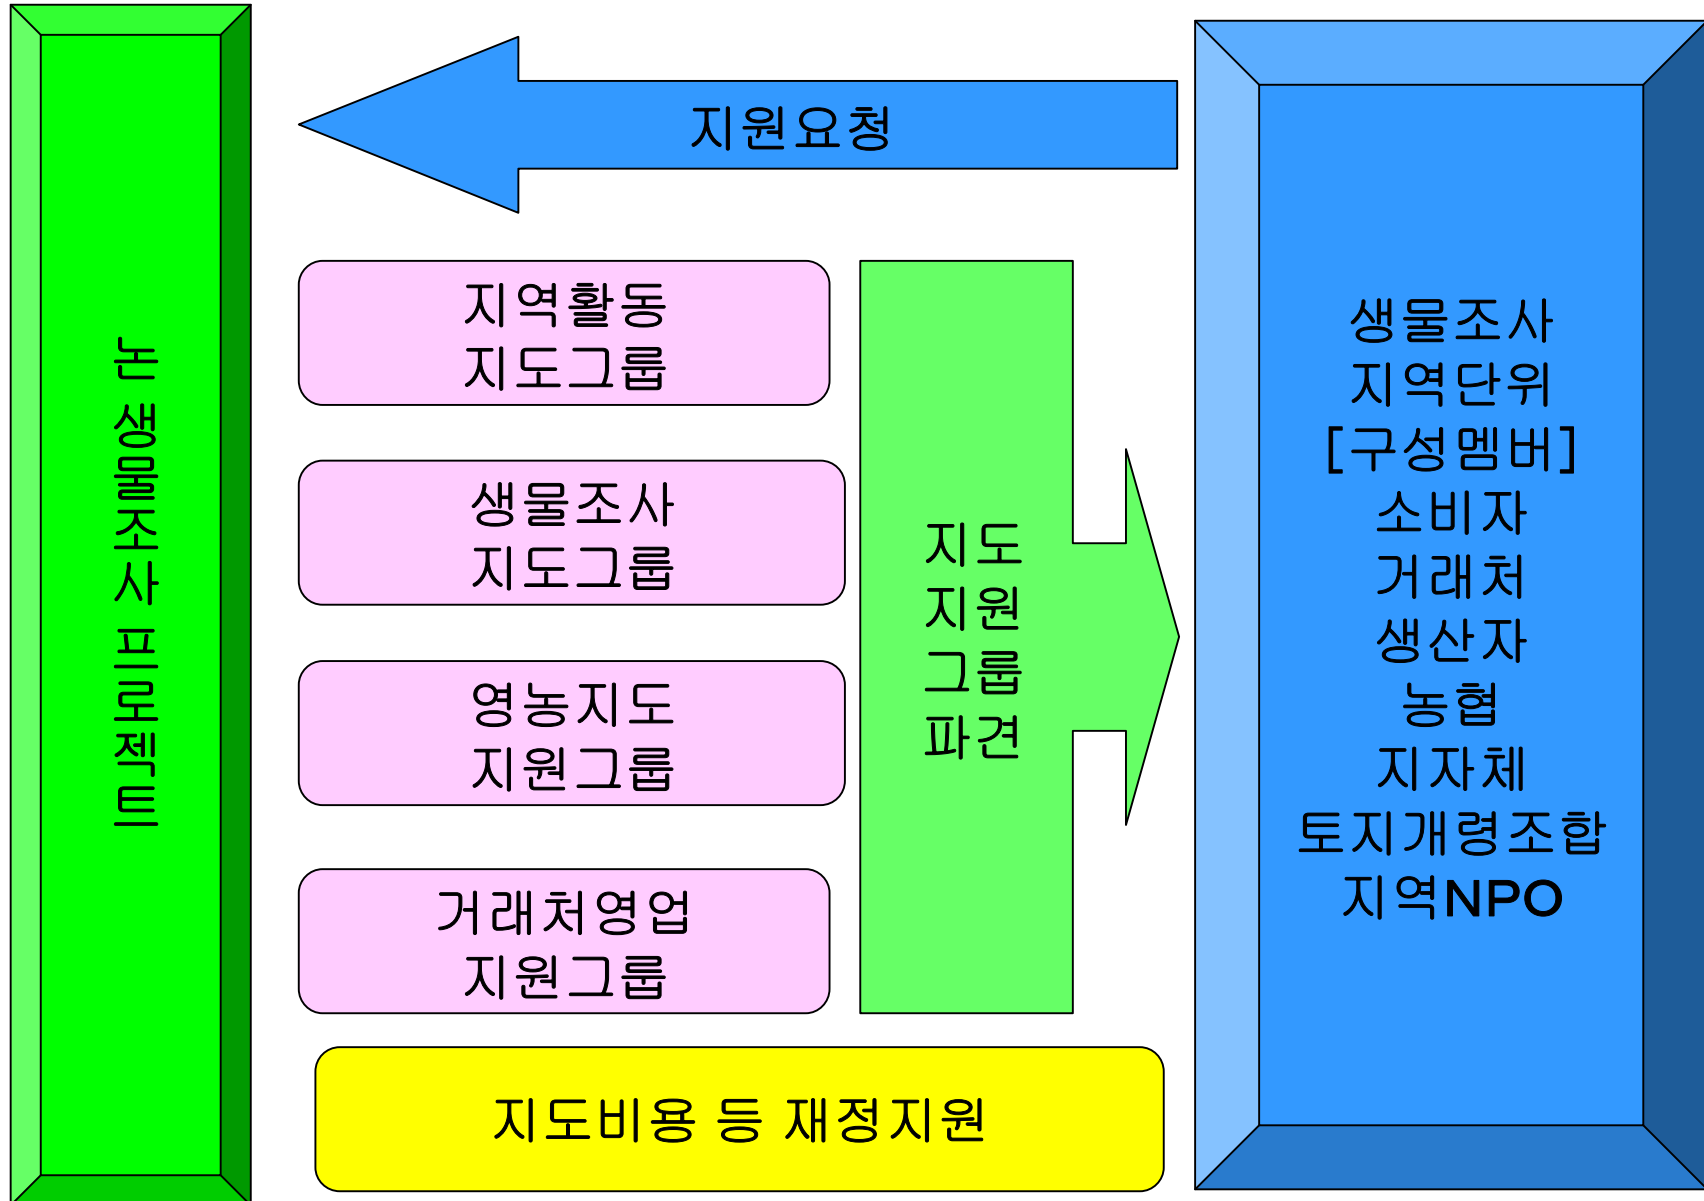 논 생물조사 프로젝트
지원요청
지역활동
지도그룹
생물조사
지도그룹
영농지도
지원그룹
거래처영업
지원그룹
지도
지원
그룹
파견
지도비용 등 재정지원
생물조사
지역단위
[구성멤버]
소비자
거래처
생산자
농협
지자체
토지개령조합
지역NPO